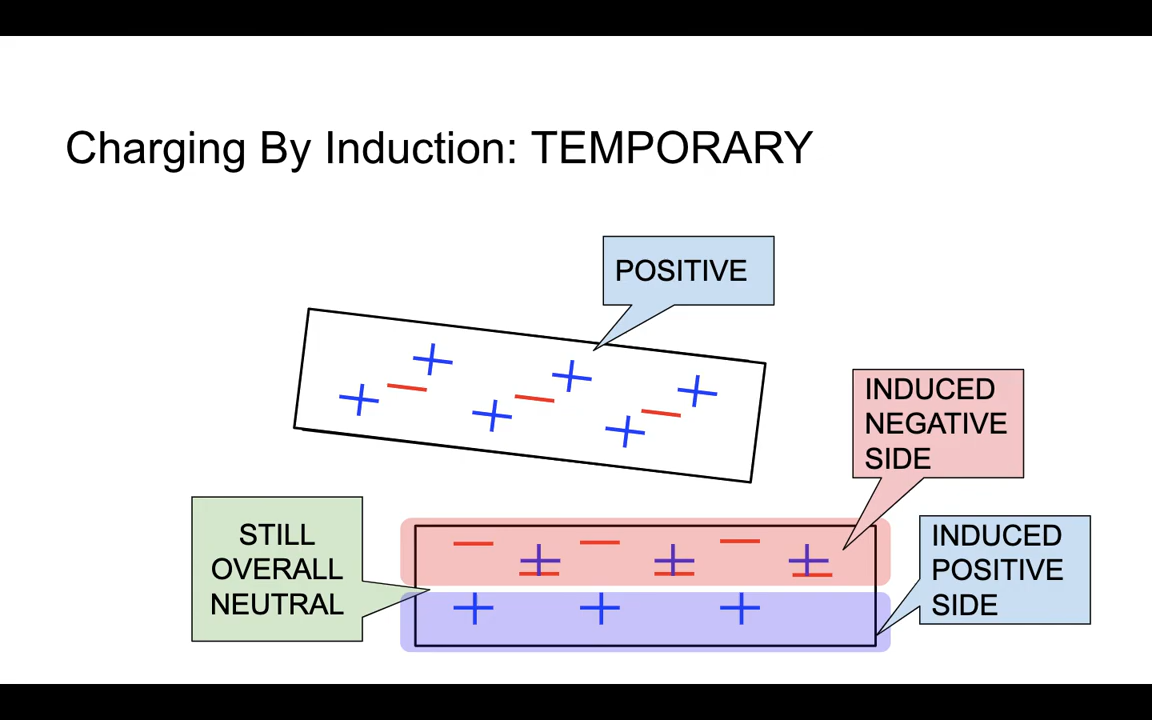 Charging By Induction: TEMPORARY
POSITIVE
INDUCED
NEGATIVE
SIDE
STILL
OVERALL
NEUTRAL
INDUCED
POSITIVE
SIDE